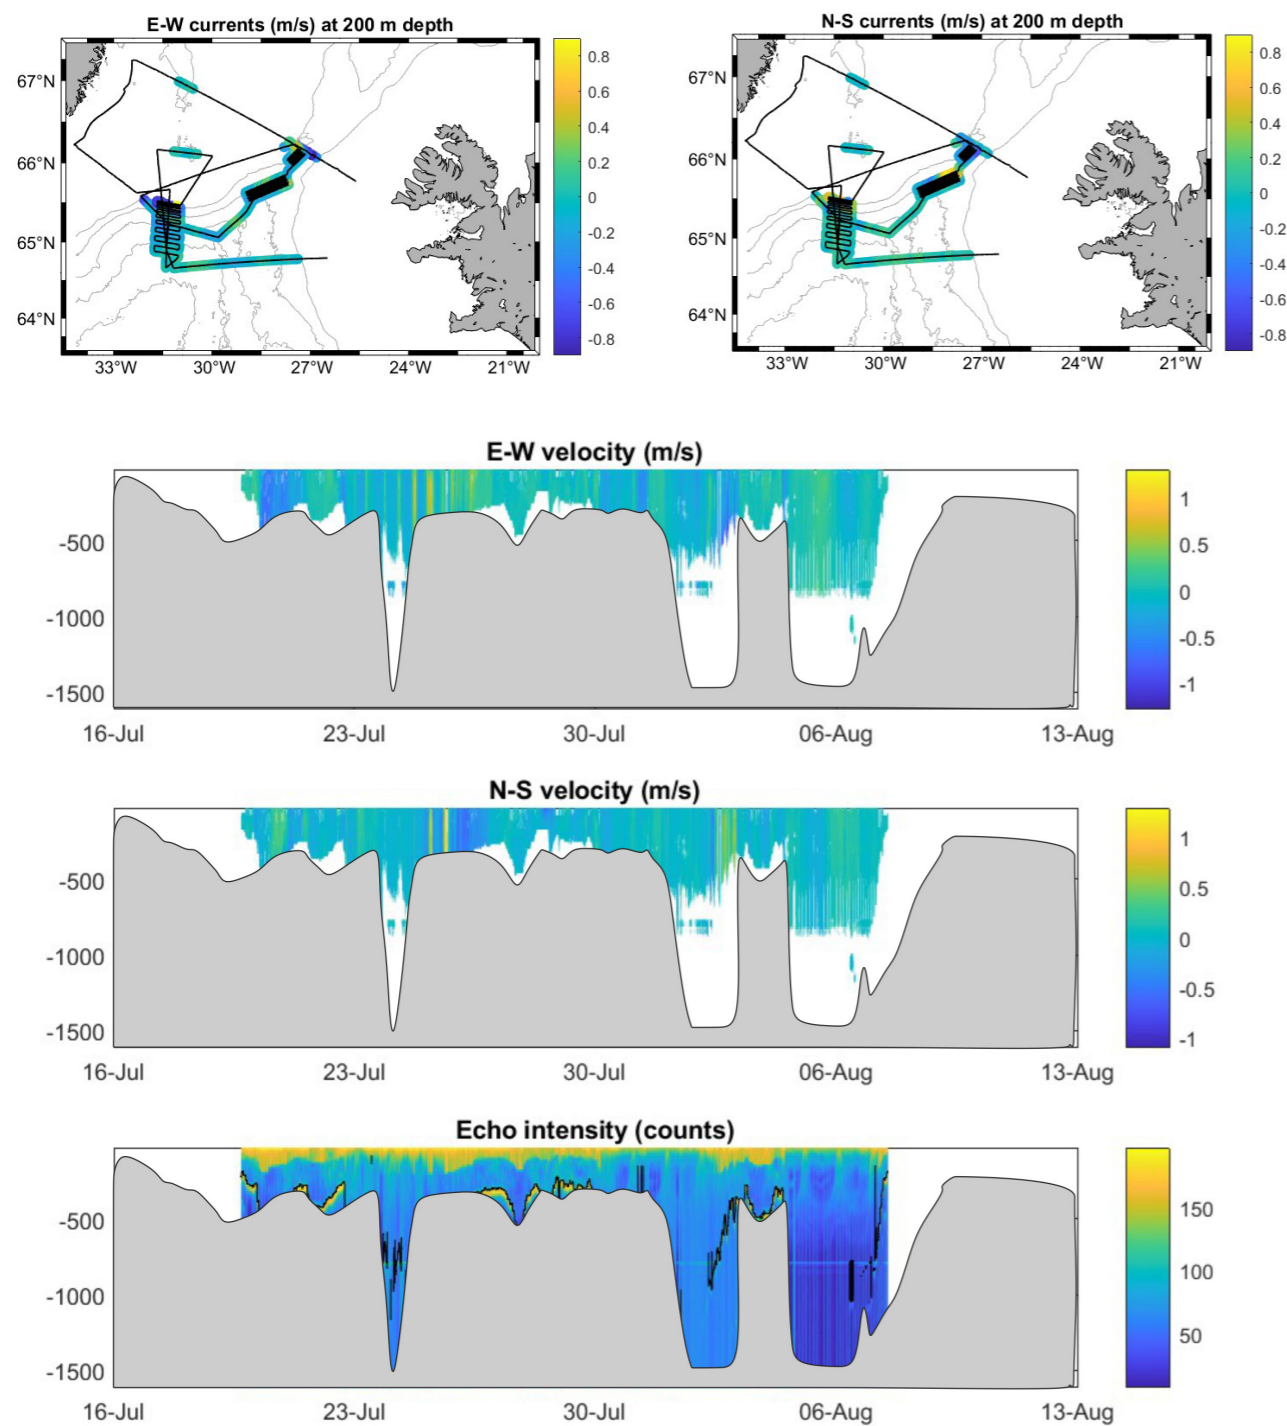 E-W currents (m/s) at 200 m depth
N-S currents (m/s) at 200 m depth
67°N
66°N
65°N
64°N
33°W
30°W
27°W
24°W
21°W
0.8
0.6
0.4
0.2
0
-0.2
-0.4
-0.6
-0.8
67°N
66°N
65°N
64°N
33°W
30°W
27°W
24°W
21°W
0.8
0.6
0.4
0.2
0
-0.2
-0.4
-0.6
-0.8
E-W velocity (m/s)
-500
-1000
-1500
16-Jul
23-Jul
30-Jul
06-Aug
13-Aug
1
0.5
0
-0.5
-1
N-S velocity (m/s)
-500
-1000
-1500
16-Jul
23-Jul
30-Jul
06-Aug
13-Aug
1
0.5
0
-0.5
-1
Echo intensity (counts)
-500
-1000
-1500
16-Jul
23-Jul
30-Jul
06-Aug
13-Aug
150
100
50